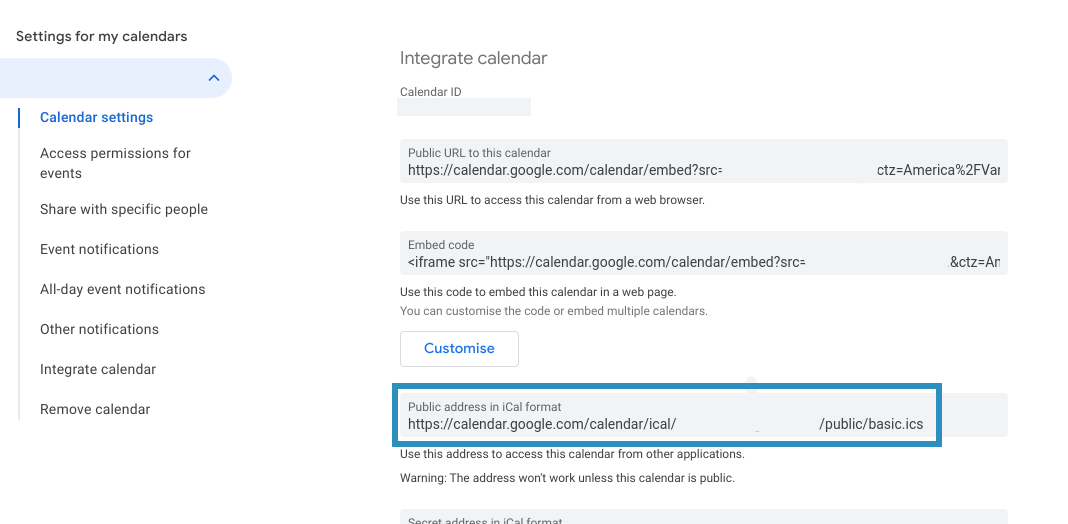 Settings for my calendars
Calendar settings
Access permissions for
events
Share with specific people
Event notifications
All-day event notifications
Other notifications
Integrate calendar
Remove calendar
Integrate calendar
Calendar ID
Public URL to this calendar
https://calendar.google.com/calendar/embed?src= ctz=America%2FVan
Use this URL to access this calendar from a web browser.
Embed code
<iframe src="https://calendar.google.com/calendar/embed?src= &ctz=Am
Use this code to embed this calendar in a web page.
You can customise the code or embed multiple calendars.
Customise
Public address in iCal format
https://calendar.google.com/calendar/ical/ /public/basic.ics
Use this address to access this calendar from other applications.
Warning: The address won't work unless this calendar is public.
Secret address in iCal format